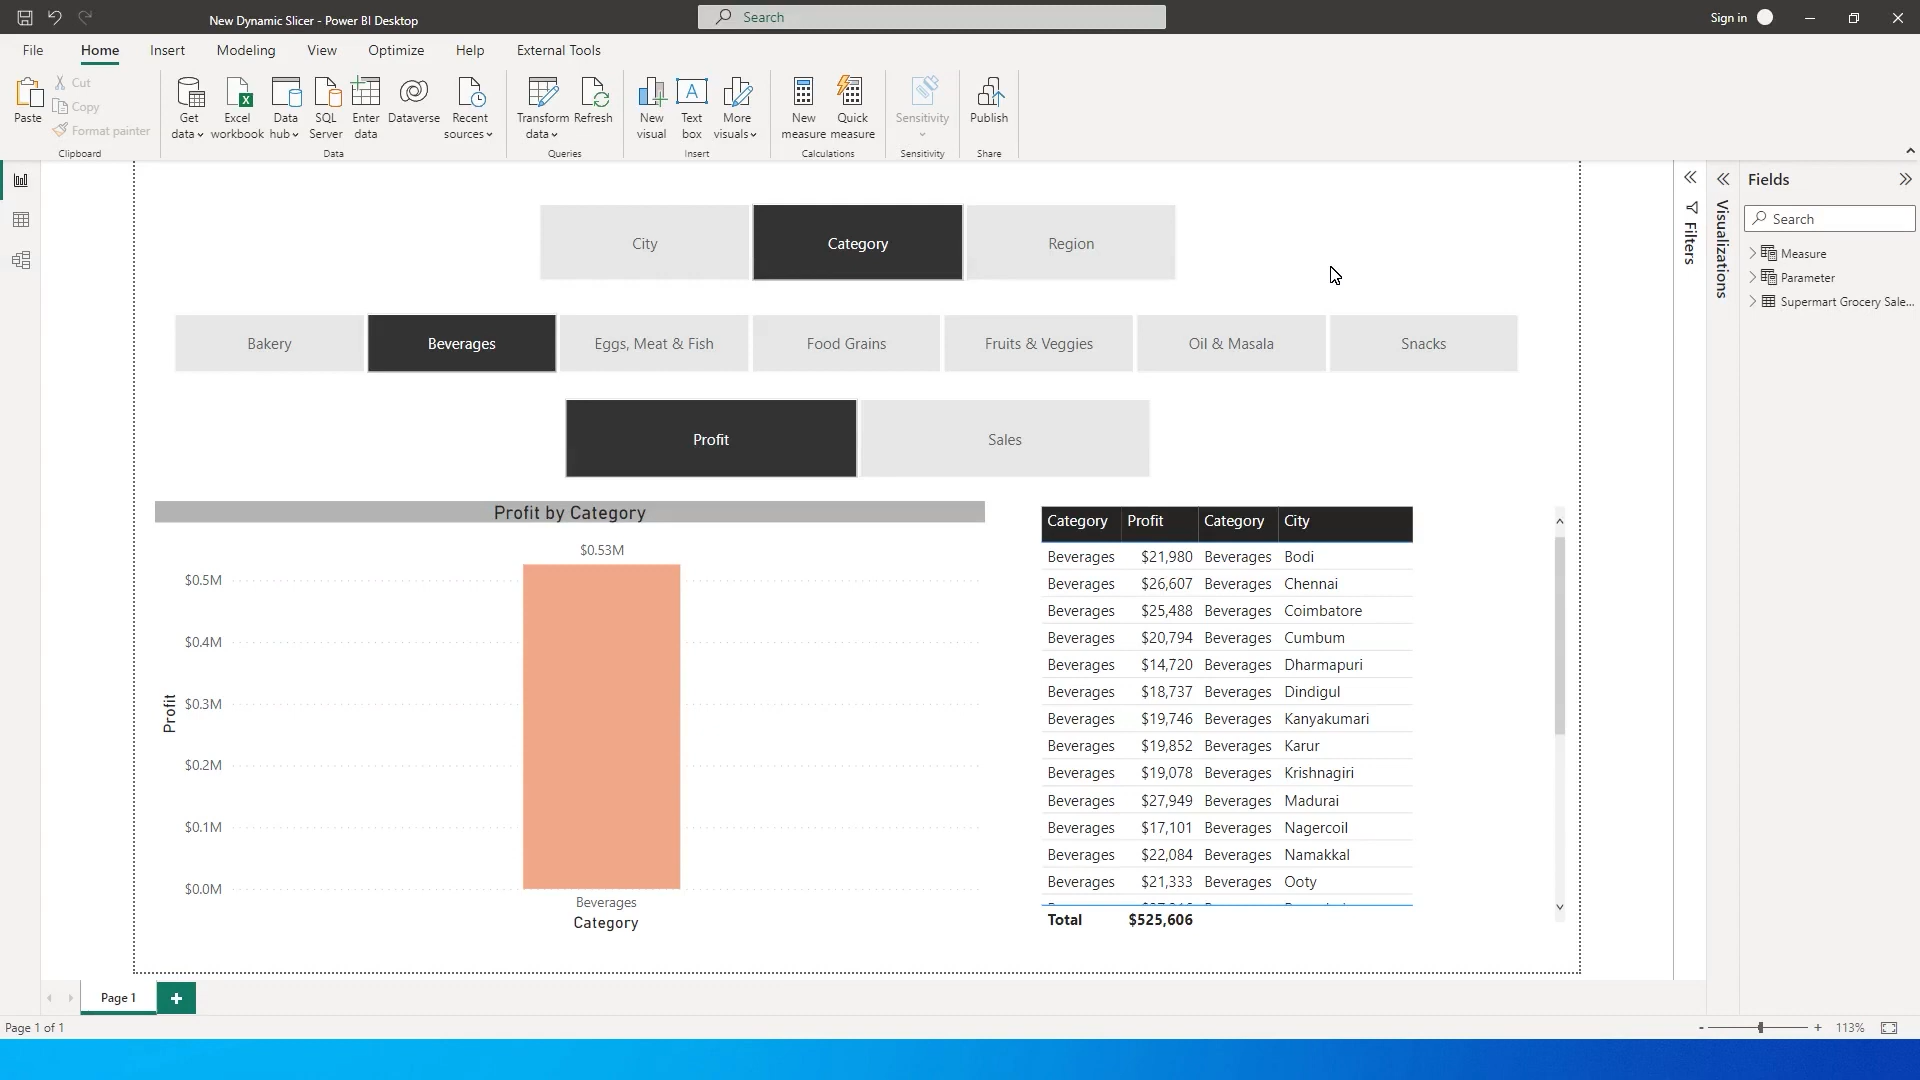 New Dynamic Slicer - Power BI Desktop
Search
Sign in
File Home Insert Modeling View Optimize Help External Tools
Paste
Cut
Copy
Format painter
Clipboard
Get data
Excel workbook
Data hub
SQL Server
Enter data
Dataverse
Recent sources
Data
Transform data
Refresh
Queries
New visual
Text box
More visuals
Insert
New measure
Quick measure
Calculations
Sensitivity
Sensitivity
Publish
Share
City Category Region
Bakery Beverages Eggs, Meat & Fish Food Grains Fruits & Veggies Oil & Masala Snacks
Profit Sales
Profit by Category
$0.53M
$0.5M
$0.4M
$0.3M
$0.2M
$0.1M
$0.0M
Profit
Beverages
Category
Category Profit Category City
Beverages $21,980 Beverages Bodi
Beverages $26,607 Beverages Chennai
Beverages $25,488 Beverages Coimbatore
Beverages $20,794 Beverages Cumbum
Beverages $14,720 Beverages Dharmapuri
Beverages $18,737 Beverages Dindigul
Beverages $19,746 Beverages Kanyakumari
Beverages $19,852 Beverages Karur
Beverages $19,078 Beverages Krishnagiri
Beverages $27,949 Beverages Madurai
Beverages $17,101 Beverages Nagercoil
Beverages $22,084 Beverages Namakkal
Beverages $21,333 Beverages Ooty
Total $525,606
Filters
Visualizations
Fields
Search
Measure
Parameter
Supermart Grocery Sale...
Page 1
Page 1 of 1
- + 113%